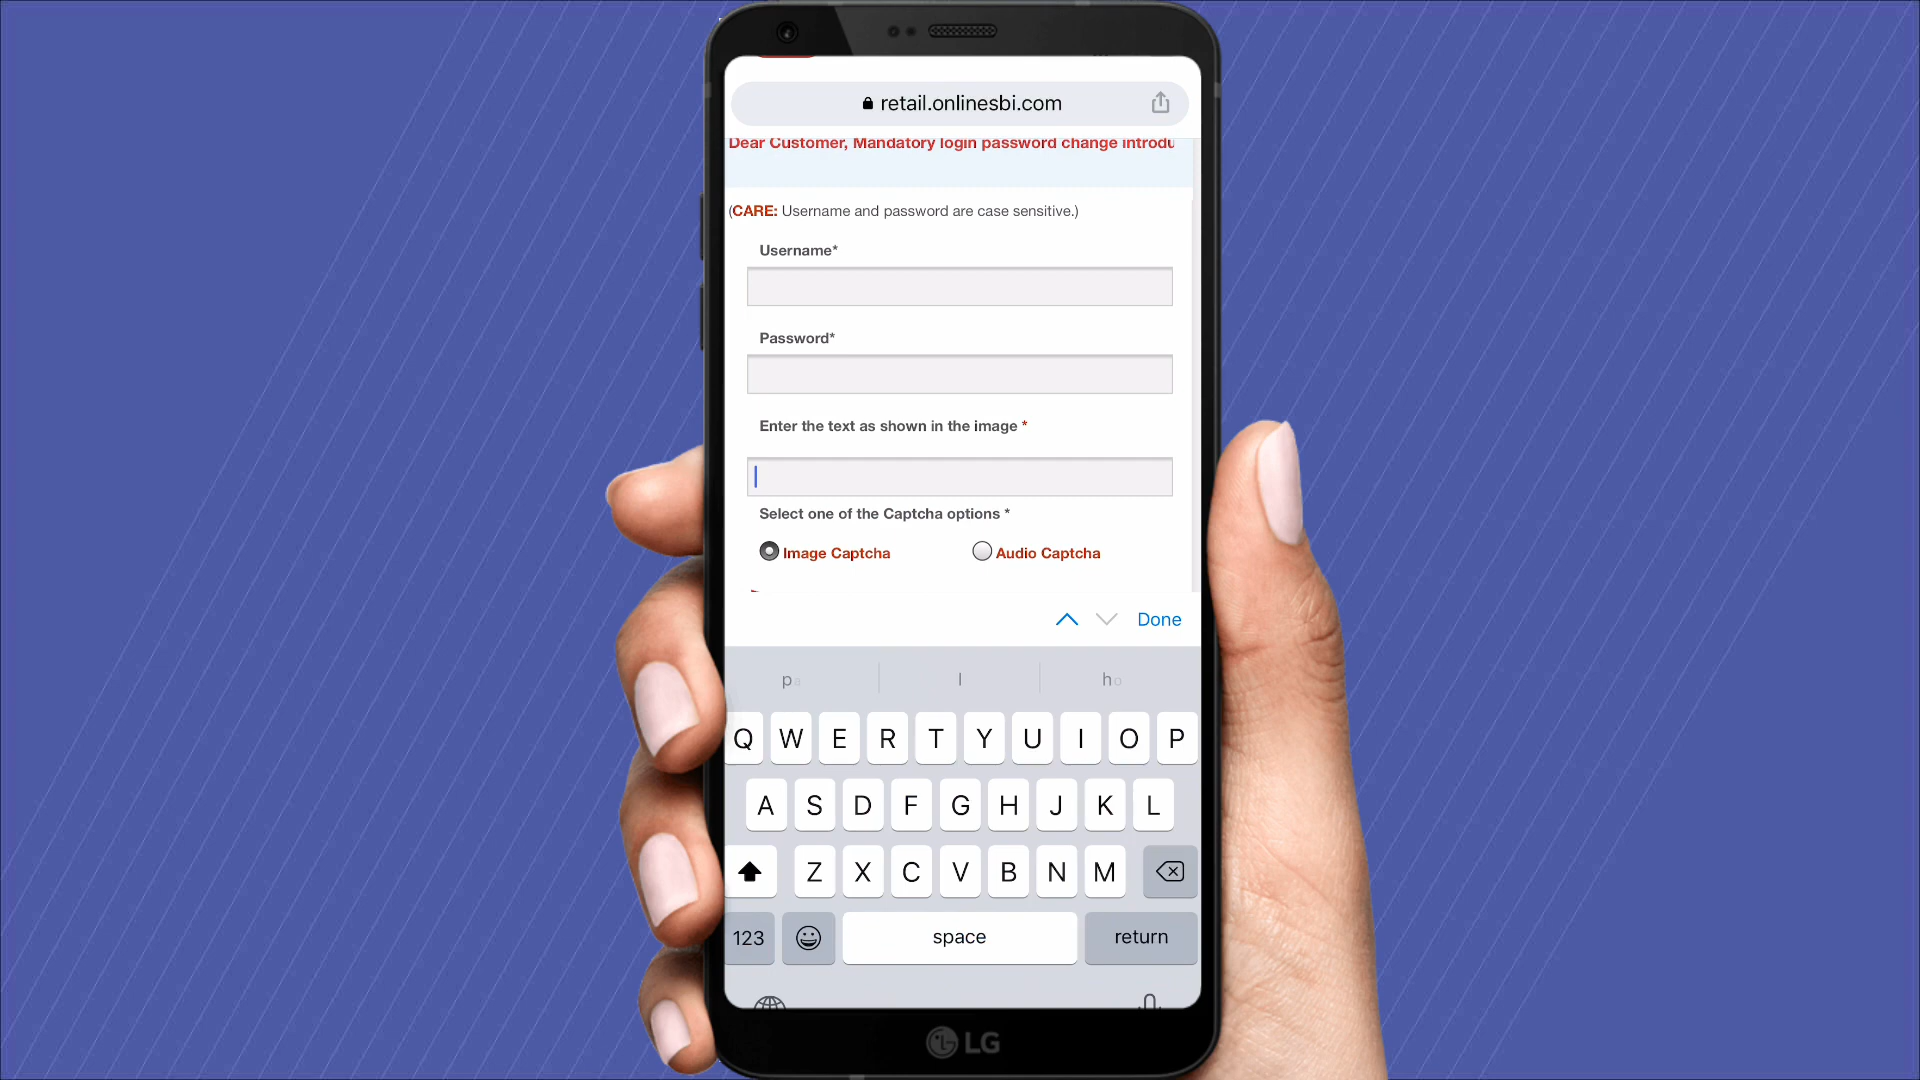 retail.onlinesbi.com
Dear Customer, Mandatory login password change introdu
(CARE: Username and password are case sensitive.)
Username*
Password*
Enter the text as shown in the image *
Select one of the Captcha options *
Image Captcha Audio Captcha
Done
pa I ho
Q W E R T Y U I O P
A S D F G H J K L
Z X C V B N M
123 space return
LG